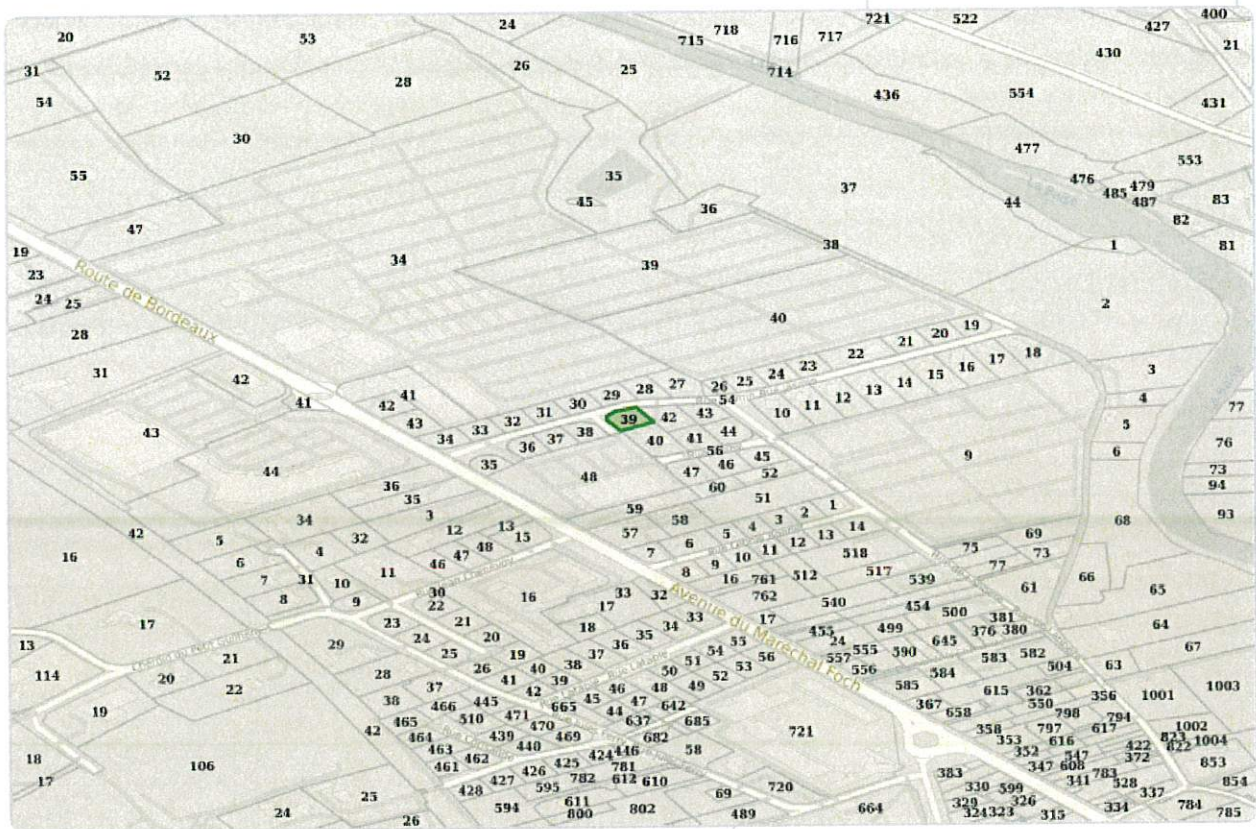 24 721 522 427 400
20 53 715 718 716 717 430 21
31 52 28 26 25 714 436 554 431
54 30 477 553
55 35 37 476 479 83
45 36 44 485 487 82
47 38 1 81
19 34 39
23
Route de Bordeaux
24 25 40 2
28 21 20 19
31 42 41 29 28 27 26 25 24 23 22 18 3
41 42 43 30 54 17 16 15 14 13 12 11 10 4 77
43 34 33 32 31 39 42 43 5
36 37 38 40 41 44 9 6 76
44 35 48 56 45 73
36 47 46 52 94
35 60 51 68 93
34 3 59 58 1
42 5 32 12 13 57 5 4 3 2 14 69
16 6 4 48 15 7 6 13 75 73
7 31 10 11 47 9 10 11 12 518 77
8 9 46 8 16 761 512 517 539 61 66 65
30 16 33 32 762 540 454 500 381
Avenue du Maréchal Foch
17 23 22 21 17 34 33 17 455 499 376 380 64
13 29 24 20 18 36 35 55 24 645 67
Chemin du Petit Gumeau
114 20 21 25 19 37 54 56 557 555 590 583 582 504 63
22 28 26 40 38 50 51 53 556 584
19 38 37 41 39 46 48 49 52 585 615 362 356 1001 1003
42 466 445 42 45 47 642 367 658 550 798 794
465 510 471 665 44 637 685 721 358 797 617 1002
464 439 470 469 682 353 616 422 823 1004
18 463 440 446 58 352 547 372 822 853
106 461 462 426 425 424 781 347 608 783
17 427 782 612 610 383 341 528 854
25 428 595 69 720 330 599 337
24 594 611 802 489 664 329 326 334 784
26 800 324 323 315 785